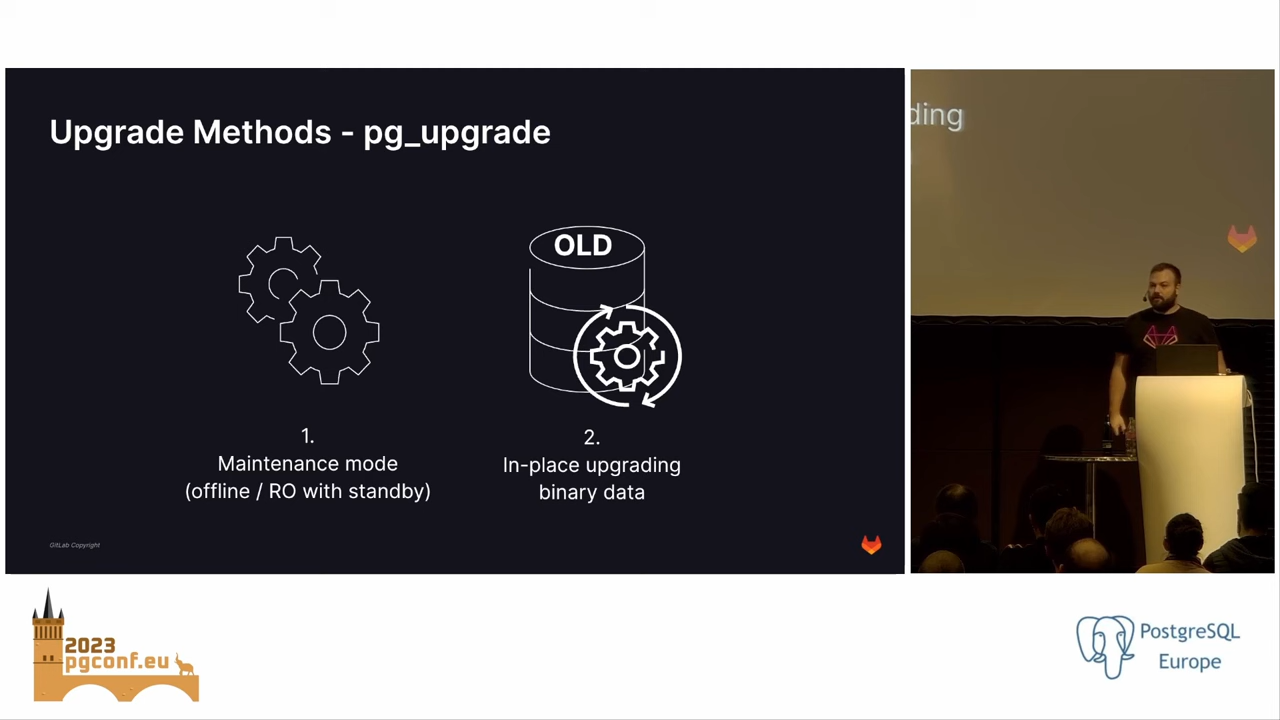 Upgrade Methods - pg_upgrade
OLD
1.
Maintenance mode
(offline / RO with standby)
2.
In-place upgrading
binary data
GitLab Copyright
ding
2023
pgconf.eu
PostgreSQL
Europe